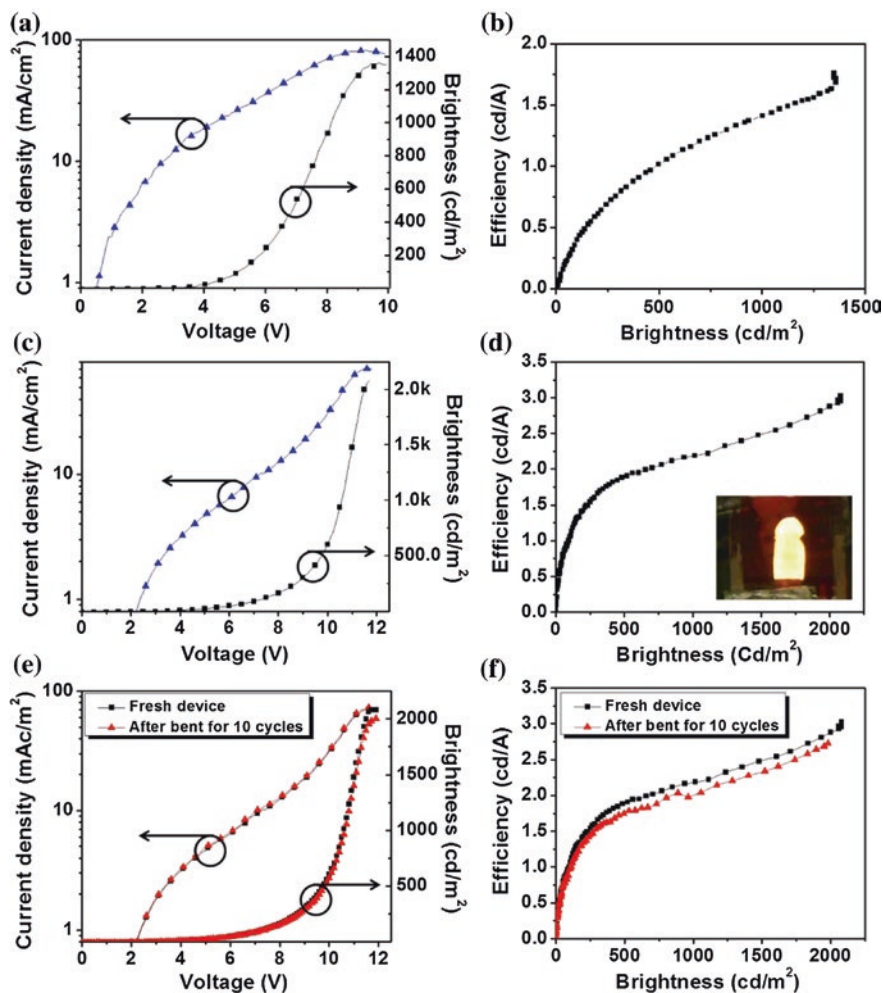 (a)
100
10
1
Current density (mA/cm²)
0 2 4 6 8 10
Voltage (V)
1400
1200
1000
800
600
400
200
Brightness (cd/m²)
(b)
2.0
1.5
1.0
0.5
0.0
Efficiency (cd/A)
0 500 1000 1500
Brightness (cd/m²)
(c)
10
1
Current density (mA/cm²)
0 2 4 6 8 10 12
Voltage (V)
2.0k
1.5k
1.0k
500.0
Brightness (cd/m²)
(d)
3.5
3.0
2.5
2.0
1.5
1.0
0.5
0.0
Efficiency (cd/A)
0 500 1000 1500 2000
Brightness (Cd/m²)
(e)
Fresh device
After bent for 10 cycles
100
10
1
Current density (mAc/m²)
0 2 4 6 8 10 12
Voltage (V)
2000
1500
1000
500
Brightness (cd/m²)
(f)
Fresh device
After bent for 10 cycles
3.5
3.0
2.5
2.0
1.5
1.0
0.5
0.0
Efficiency (cd/A)
0 500 1000 1500 2000
Brightness (cd/m²)